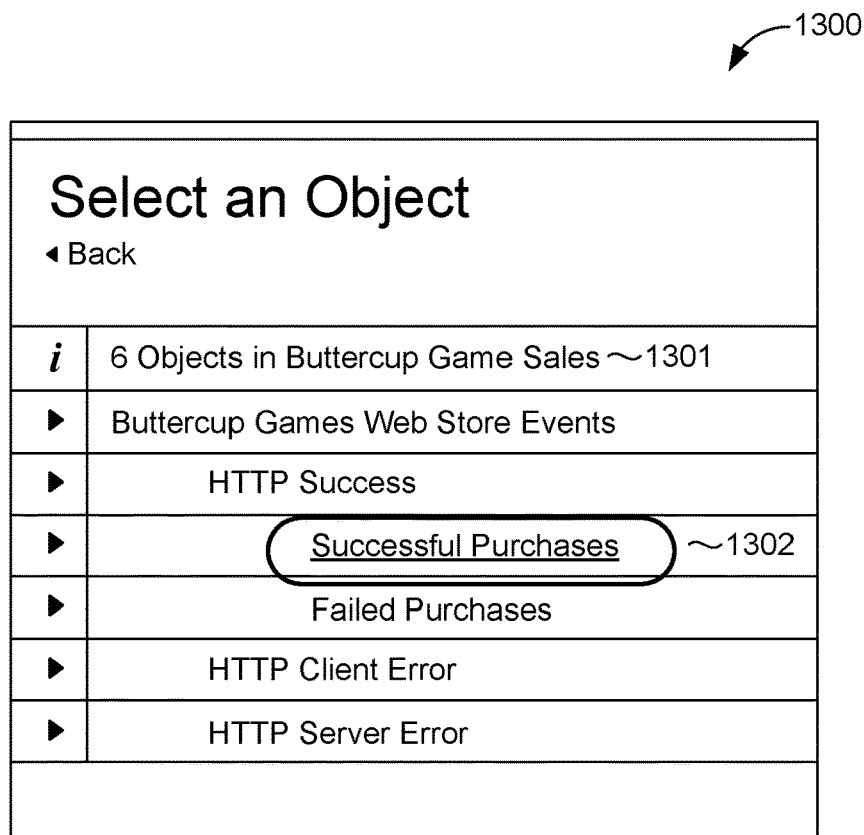 1300
Select an Object
Back
i 6 Objects in Buttercup Game Sales 1301
Buttercup Games Web Store Events
HTTP Success
Successful Purchases 1302
Failed Purchases
HTTP Client Error
HTTP Server Error